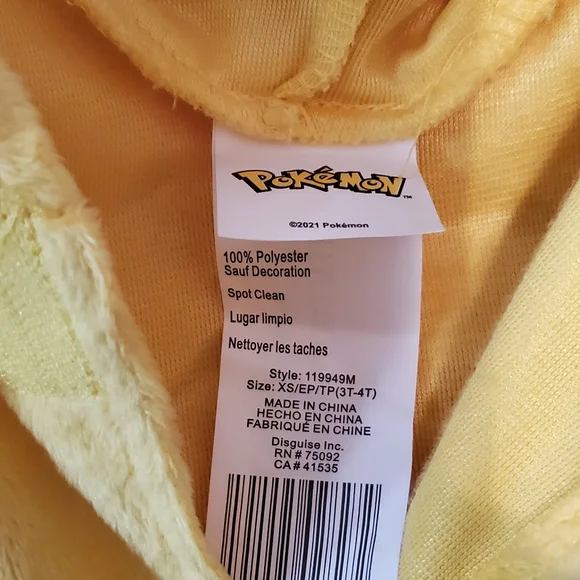 POKéMON™
©2021 Pokémon
100% Polyester
Sauf Decoration
Spot Clean
Lugar limpio
Nettoyer les taches
Style: 119949M
Size: XS/EP/TP(3T-4T)
MADE IN CHINA
HECHO EN CHINA
FABRIQUÉ EN CHINE
Disguise Inc.
RN # 75092
CA # 41535